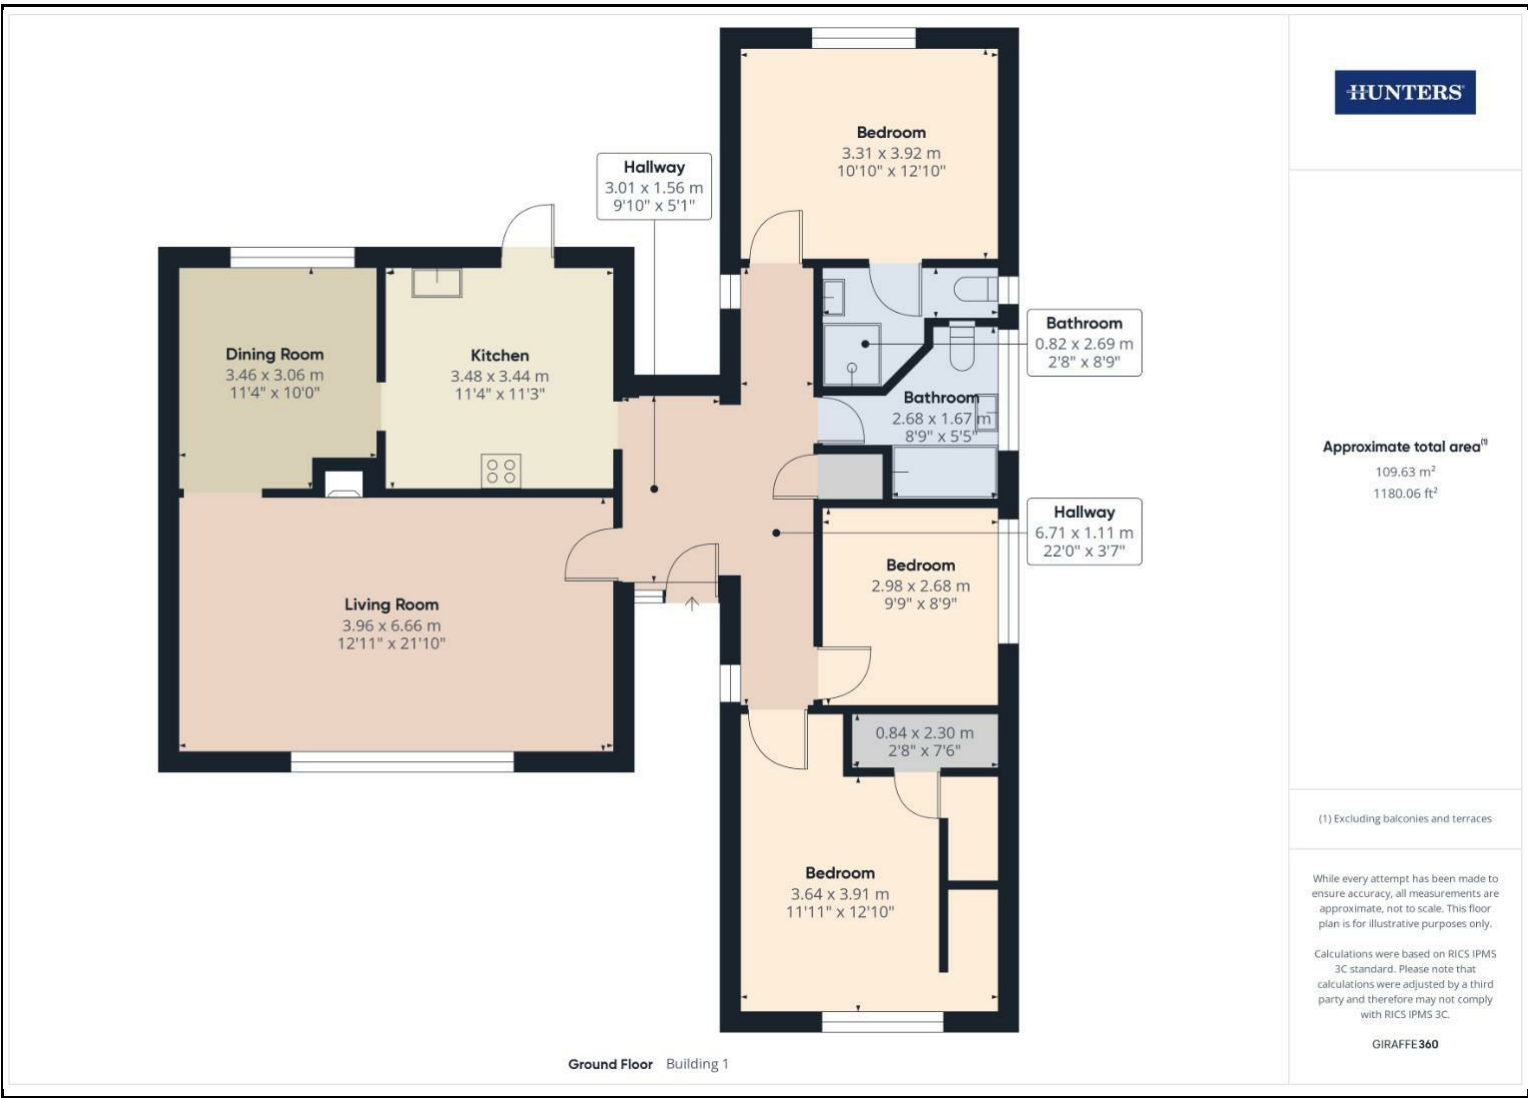 Bedroom
3.31 x 3.92 m
10'10" x 12'10"
Hallway
3.01 x 1.56 m
9'10" x 5'1"
Dining Room
3.46 x 3.06 m
11'4" x 10'0"
Kitchen
3.48 x 3.44 m
11'4" x 11'3"
Bathroom
0.82 x 2.69 m
2'8" x 8'9"
Bathroom
2.68 x 1.67 m
8'9" x 5'5"
Hallway
6.71 x 1.11 m
22'0" x 3'7"
Bedroom
2.98 x 2.68 m
9'9" x 8'9"
Living Room
3.96 x 6.66 m
12'11" x 21'10"
0.84 x 2.30 m
2'8" x 7'6"
Bedroom
3.64 x 3.91 m
11'11" x 12'10"
Ground Floor Building 1
HUNTERS
Approximate total area⁽¹⁾
109.63 m²
1180.06 ft²
(1) Excluding balconies and terraces
While every attempt has been made to
ensure accuracy, all measurements are
approximate, not to scale. This floor
plan is for illustrative purposes only.
Calculations were based on RICS IPMS
3C standard. Please note that
calculations were adjusted by a third
party and therefore may not comply
with RICS IPMS 3C.
GIRAFFE360